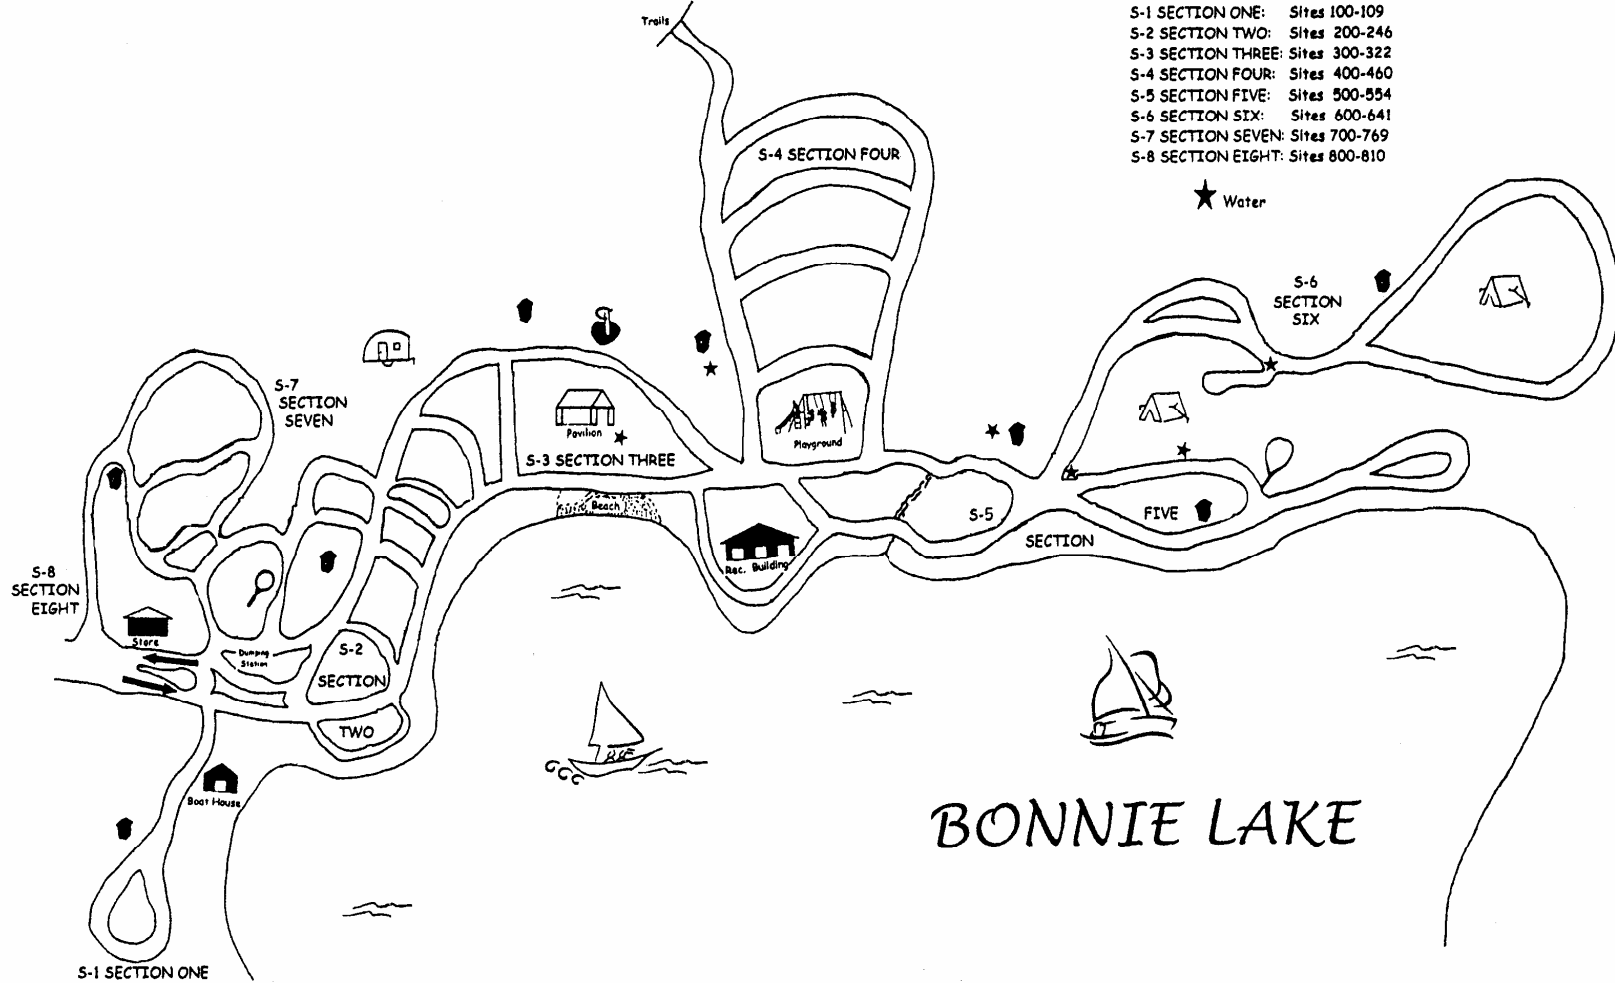 Trails
S-1 SECTION ONE: Sites 100-109
S-2 SECTION TWO: Sites 200-246
S-3 SECTION THREE: Sites 300-322
S-4 SECTION FOUR: Sites 400-460
S-5 SECTION FIVE: Sites 500-554
S-6 SECTION SIX: Sites 600-641
S-7 SECTION SEVEN: Sites 700-769
S-8 SECTION EIGHT: Sites 800-810
Water
S-4 SECTION FOUR
S-6
SECTION
SIX
S-7
SECTION
SEVEN
Pavilion
S-3 SECTION THREE
Playground
Beach
S-5
SECTION
FIVE
Rec. Building
S-8
SECTION
EIGHT
Store
Dumping
Station
S-2
SECTION
TWO
Boat House
BONNIE LAKE
S-1 SECTION ONE